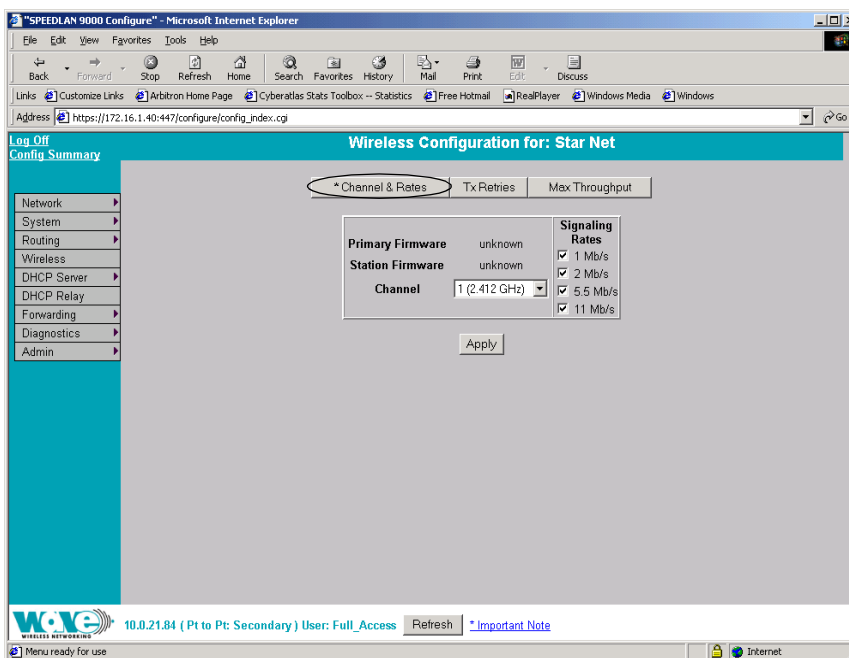 "SPEEDLAN 9000 Configure" - Microsoft Internet Explorer
File Edit View Favorites Tools Help
Back Forward Stop Refresh Home Search Favorites History Mail Print Edit Discuss
Links Customize Links Arbitron Home Page Cyberatlas Stats Toolbox -- Statistics Free Hotmail RealPlayer Windows Media Windows
Address https://172.16.1.40:447/configure/config_index.cgi Go
Log Off
Config Summary
Wireless Configuration for: Star Net
* Channel & Rates Tx Retries Max Throughput
Network
System
Routing
Wireless
DHCP Server
DHCP Relay
Forwarding
Diagnostics
Admin
Primary Firmware unknown
Station Firmware unknown
Channel 1 (2.412 GHz)
Signaling
Rates
1 Mb/s
2 Mb/s
5.5 Mb/s
11 Mb/s
Apply
WAVE
WIRELESS NETWORKING
10.0.21.84 ( Pt to Pt: Secondary ) User: Full_Access Refresh * Important Note
Menu ready for use Internet